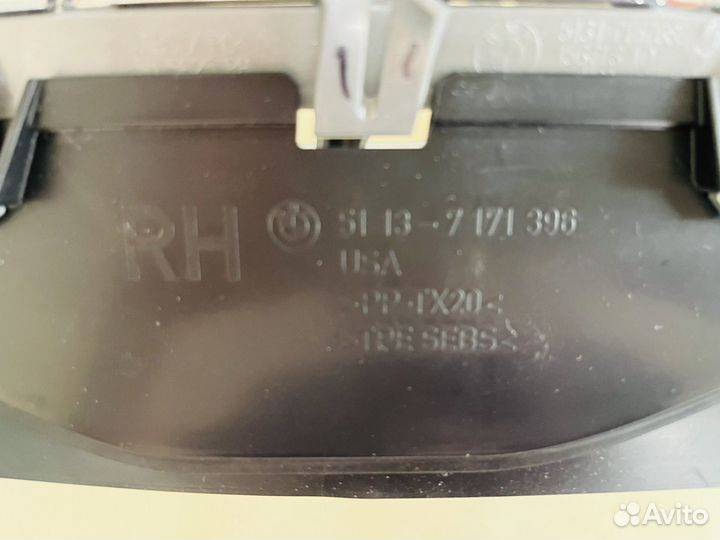 RH
51 13-7 171 396
USA
>PP-TX20<
>TPE SEBS<
Avito